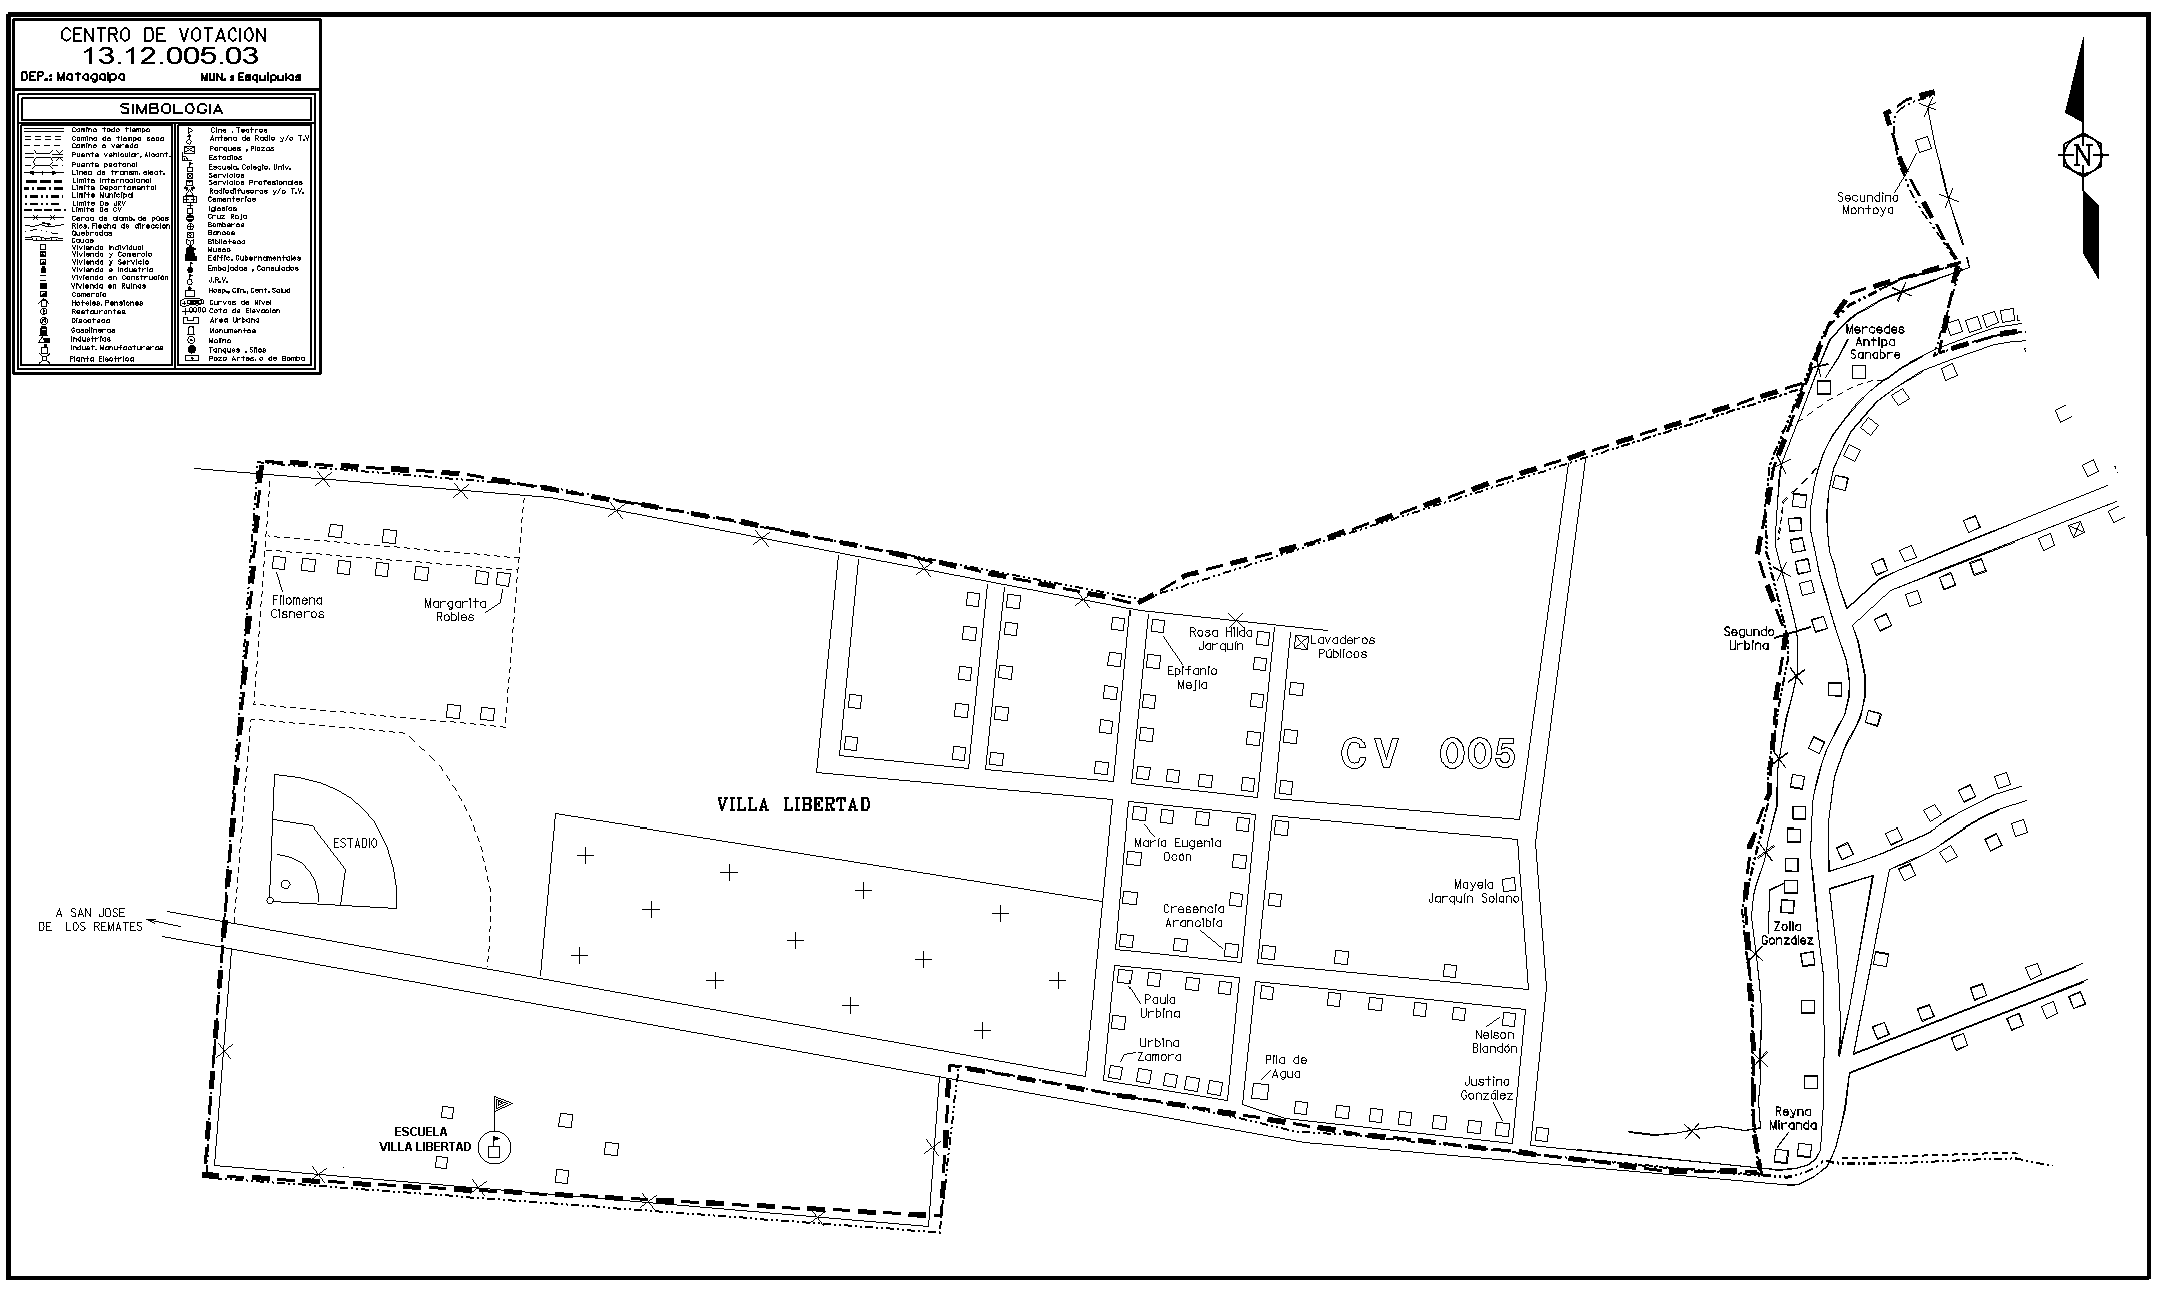 CENTRO DE VOTACION
13.12.005.03
DEP.: Matagalpa MUN. : Esquipulas
SIMBOLOGIA
Camino todo tiempo
Camino de tiempo seco
Camino o vereda
Puente vehicular, Alcant.
Puente peatonal
Linea de transm. elect.
Limite Internacional
Limite Departamental
Limite Municipal
Limite De JRV
Limite De CV
Cerca de alamb. de púas
Rios, Flecha de direccion
Quebradas
Cauce
Vivienda Individual
Vivienda y Comercio
Vivienda y Servicio
Vivienda e Industria
Vivienda en Construción
Vivienda en Ruinas
Comercio
Hoteles, Pensiones
Restaurantes
Discoteca
Gasolineras
Industrias
Indust. Manufactureras
Planta Electrica
Cine , Teatros
Antena de Radio y/o T.V
Parques , Plazas
Estadios
Escuela, Colegio, Univ.
Servicios
Servicios Profesionales
Radiodifusoras y/o T.V.
Cementerios
Iglesias
Cruz Roja
Bomberos
Bancos
Biblioteca
Museo
Edific. Gubernamentales
Embajadas , Consulados
J.R.V.
Hosp., Clin., Cent. Salud
Curvas de Nivel
Cota de Elevacion
Area Urbana
Monumentos
Molino
Tanques , Silos
Pozo Artes. o de Bomba
N
Secundino
Montoya
Mercedes
Antipa
Sanabre
Filomena
Cisneros
Margarita
Robles
Rosa Hilda
Jarquín
Lavaderos
Públicos
Epifanio
Mejía
Segundo
Urbina
CV 005
VILLA LIBERTAD
ESTADIO
María Eugenia
Ocón
Mayela
Jarquín Solano
Cresencia
Arancibia
A SAN JOSE
DE LOS REMATES
Zoila
González
Paula
Urbina
Nelson
Blandón
Urbina
Zamora
Pila de
Agua
Justina
González
Reyna
Miranda
ESCUELA
VILLA LIBERTAD